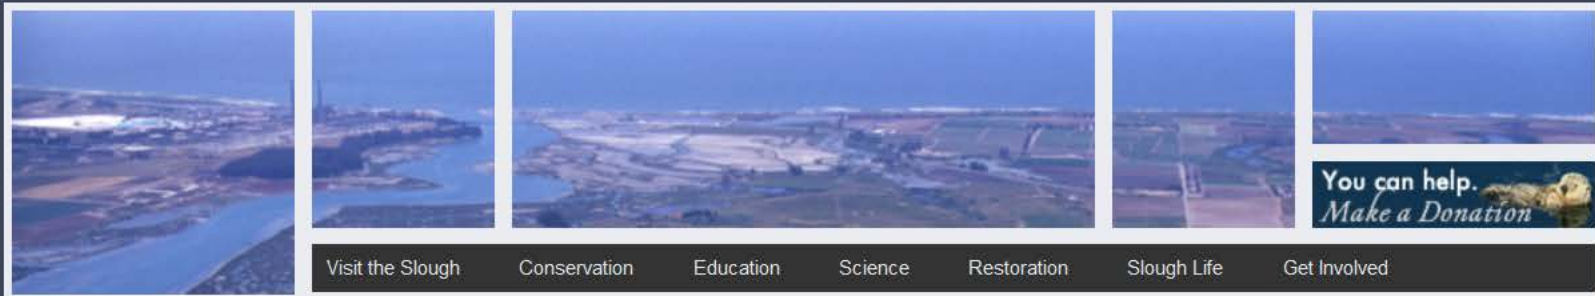 You can help.
Make a Donation
Visit the Slough Conservation Education Science Restoration Slough Life Get Involved